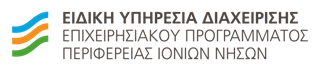 ΕΙΔΙΚΗ ΥΠΗΡΕΣΙΑ ΔΙΑΧΕΙΡΙΣΗΣ
ΕΠΙΧΕΙΡΗΣΙΑΚΟΥ ΠΡΟΓΡΑΜΜΑΤΟΣ
ΠΕΡΙΦΕΡΕΙΑΣ ΙΟΝΙΩΝ ΝΗΣΩΝ